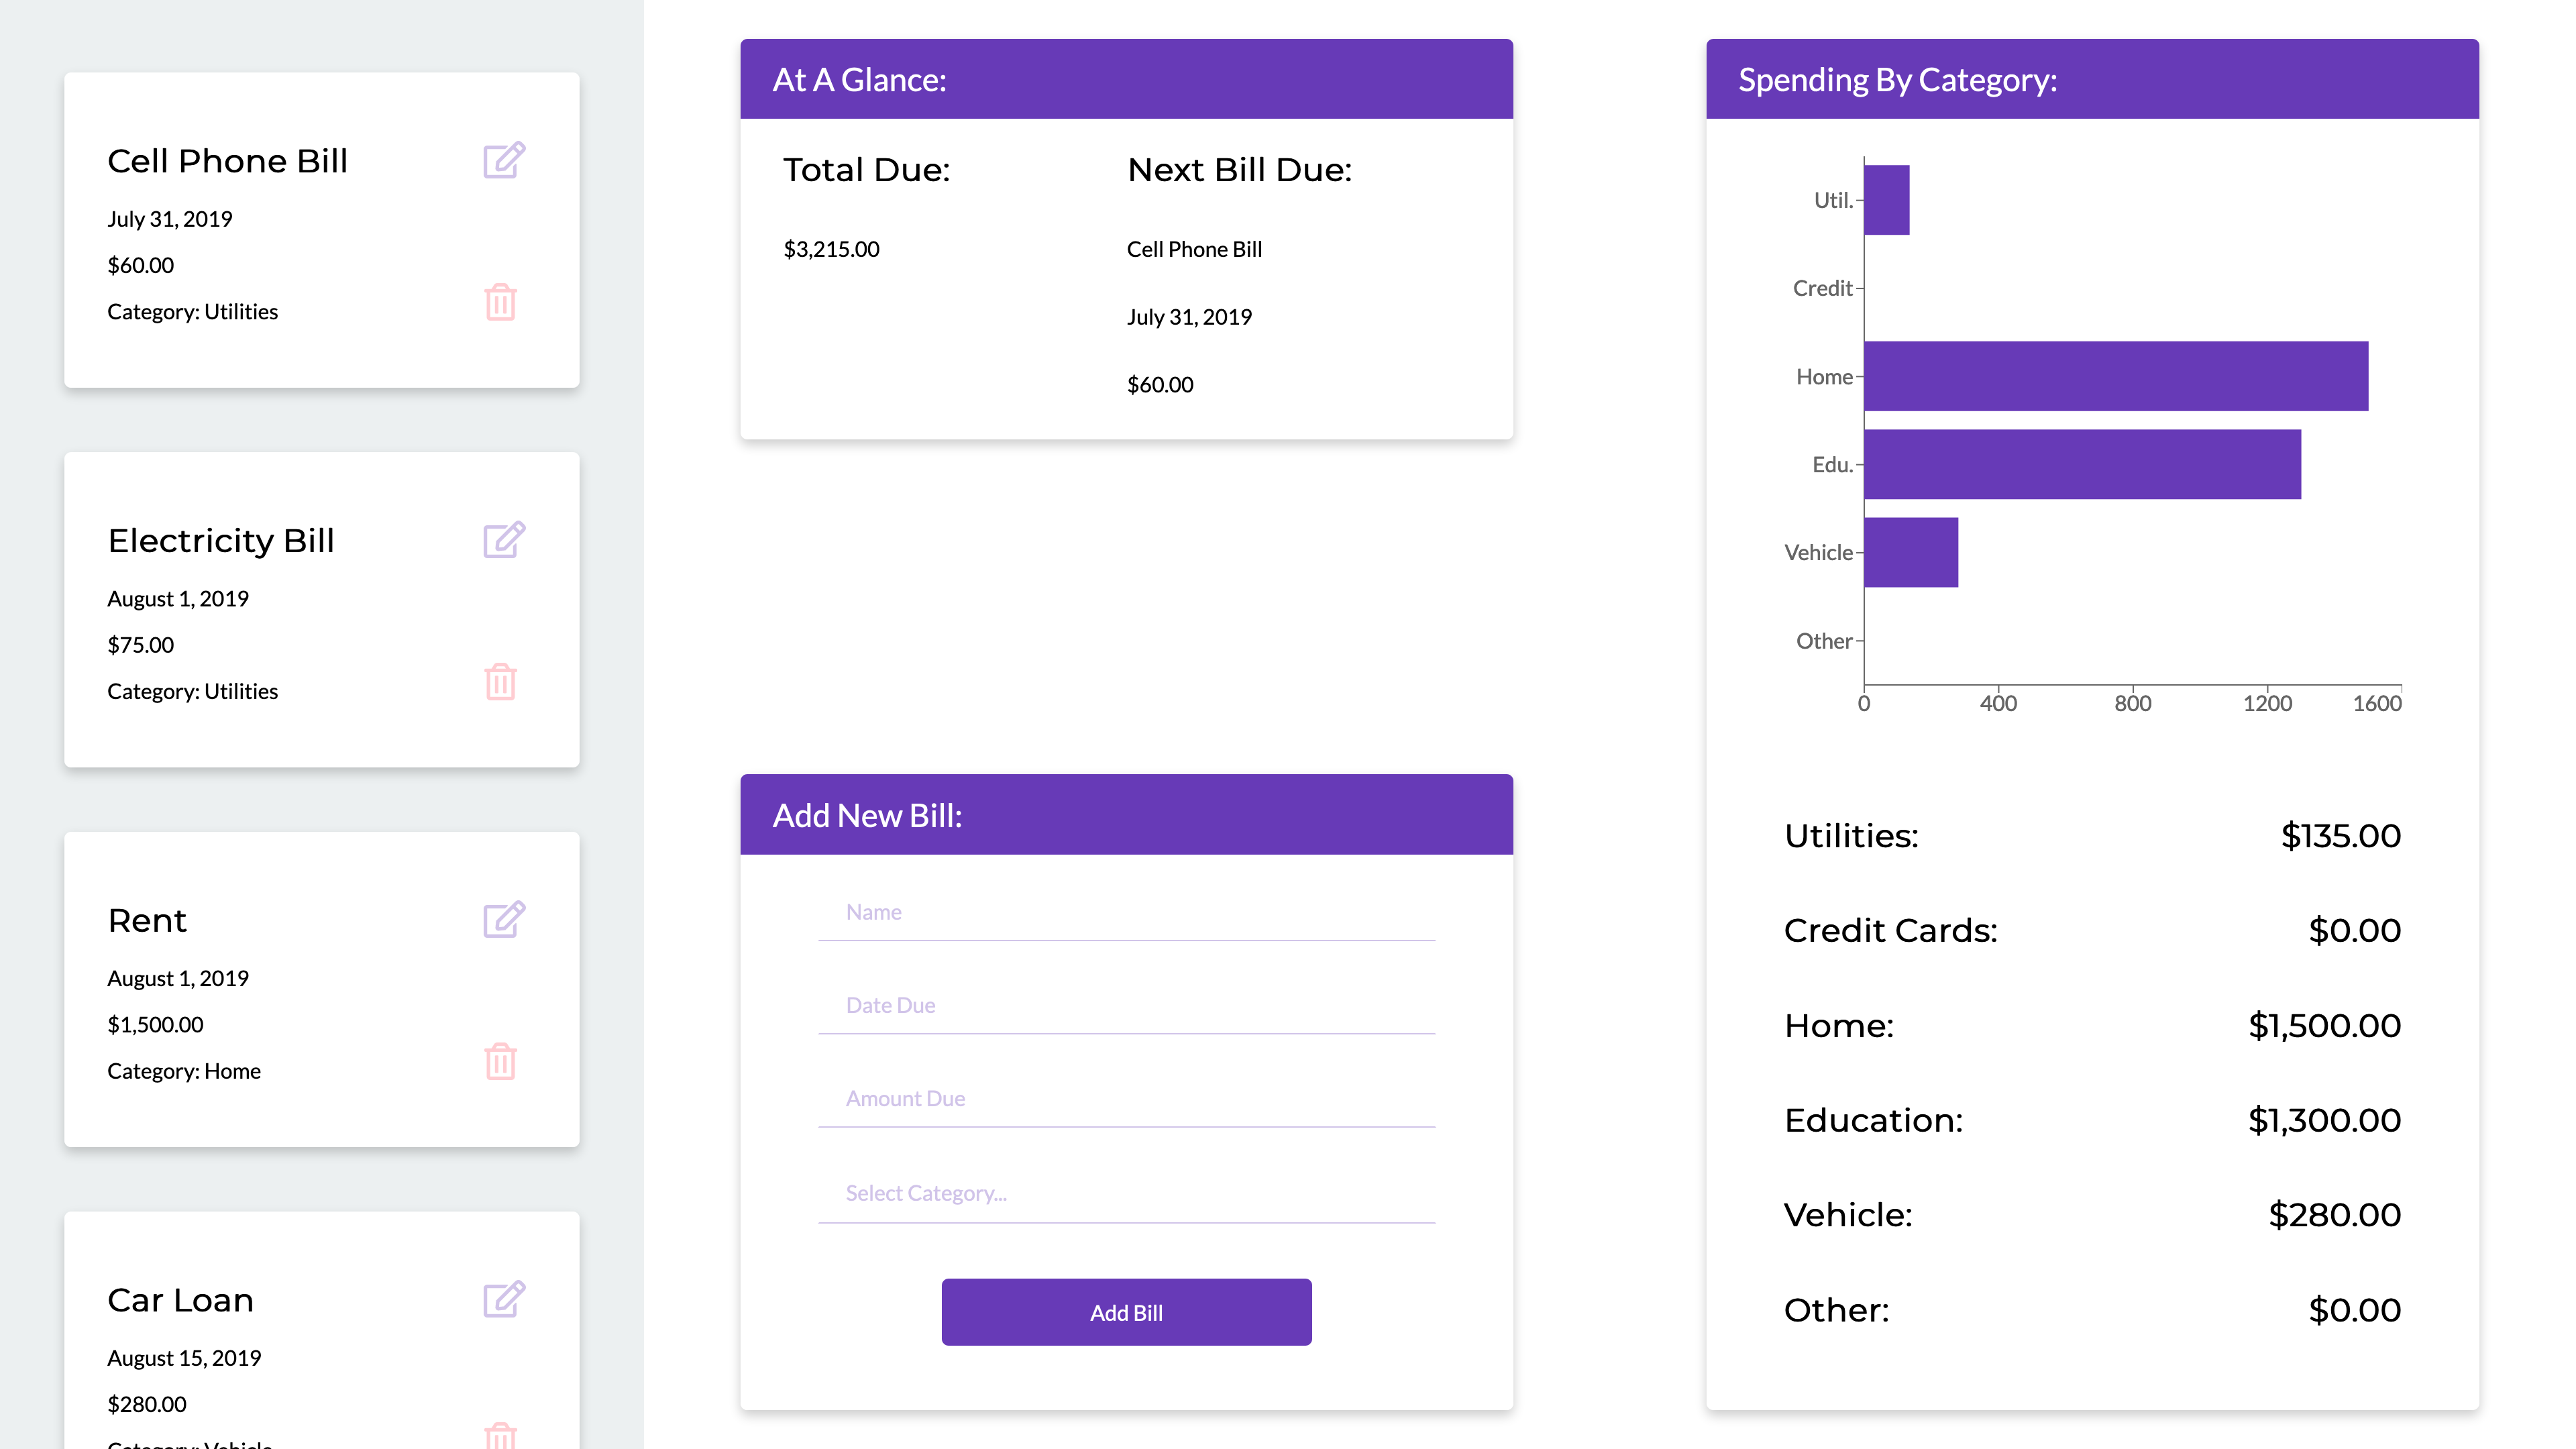 Cell Phone Bill
July 31, 2019
$60.00
Category: Utilities
Electricity Bill
August 1, 2019
$75.00
Category: Utilities
Rent
August 1, 2019
$1,500.00
Category: Home
Car Loan
August 15, 2019
$280.00
Category: Vehicle
At A Glance:
Total Due:
$3,215.00
Next Bill Due:
Cell Phone Bill
July 31, 2019
$60.00
Add New Bill:
Name
Date Due
Amount Due
Select Category...
Add Bill
Spending By Category:
Util.
Credit
Home
Edu.
Vehicle
Other
0 400 800 1200 1600
Utilities: $135.00
Credit Cards: $0.00
Home: $1,500.00
Education: $1,300.00
Vehicle: $280.00
Other: $0.00